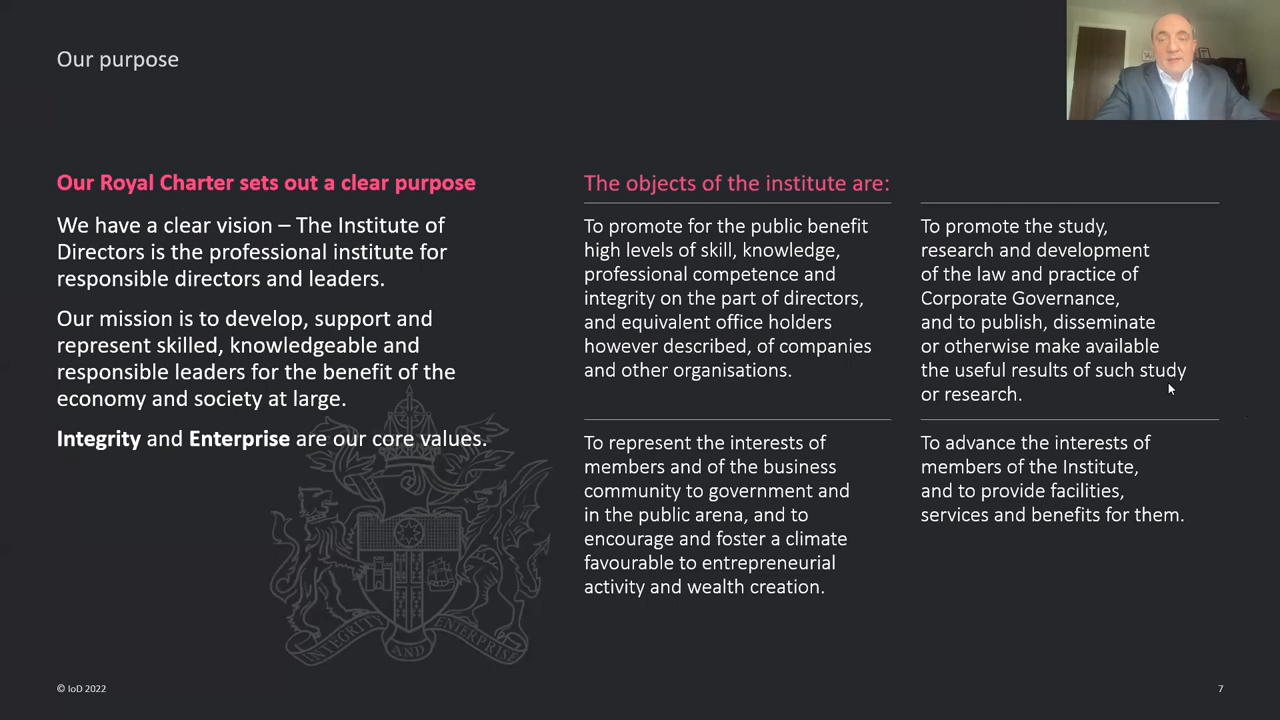 Our purpose
Our Royal Charter sets out a clear purpose
We have a clear vision – The Institute of
Directors is the professional institute for
responsible directors and leaders.
Our mission is to develop, support and
represent skilled, knowledgeable and
responsible leaders for the benefit of the
economy and society at large.
Integrity and Enterprise are our core values.
The objects of the institute are:
To promote for the public benefit
high levels of skill, knowledge,
professional competence and
integrity on the part of directors,
and equivalent office holders
however described, of companies
and other organisations.
To promote the study,
research and development
of the law and practice of
Corporate Governance,
and to publish, disseminate
or otherwise make available
the useful results of such study
or research.
To represent the interests of
members and of the business
community to government and
in the public arena, and to
encourage and foster a climate
favourable to entrepreneurial
activity and wealth creation.
To advance the interests of
members of the Institute,
and to provide facilities,
services and benefits for them.
INTEGRITY AND ENTERPRISE
© IoD 2022
7